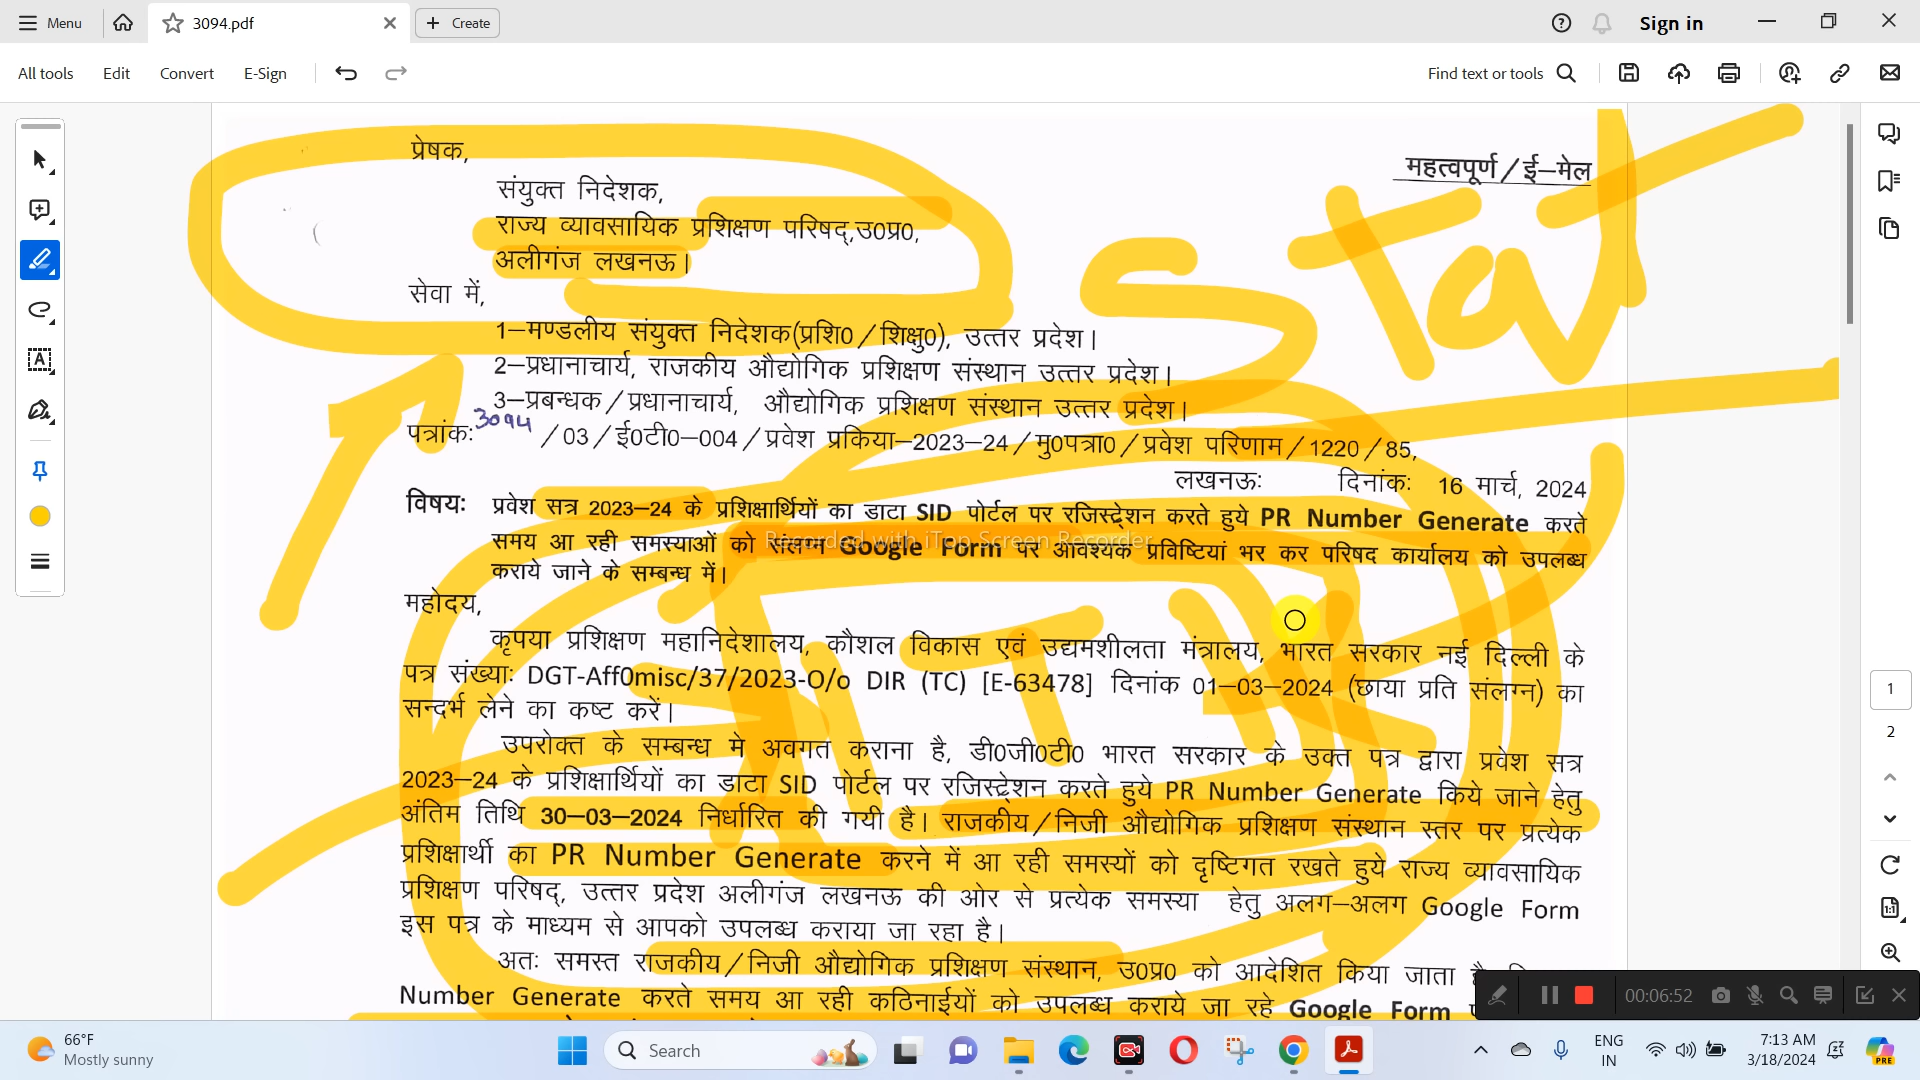 Menu
3094.pdf
Create
Sign in
All tools
Edit
Convert
E-Sign
Find text or tools
प्रेषक,
महत्वपूर्ण/ई–मेल
संयुक्त निदेशक,
राज्य व्यावसायिक प्रशिक्षण परिषद्,उ0प्र0,
अलीगंज लखनऊ।
सेवा में,
1–मण्डलीय संयुक्त निदेशक(प्रशि0/शिक्षु0), उत्तर प्रदेश।
2–प्रधानाचार्य, राजकीय औद्योगिक प्रशिक्षण संस्थान उत्तर प्रदेश।
3–प्रबन्धक/प्रधानाचार्य, औद्योगिक प्रशिक्षण संस्थान उत्तर प्रदेश।
पत्रांक: 3094 /03/ई0टी0–004/प्रवेश प्रकिया–2023–24/मु0पत्रा0/प्रवेश परिणाम/1220/85,
लखनऊः दिनांकः 16 मार्च, 2024
विषयः प्रवेश सत्र 2023–24 के प्रशिक्षार्थियों का डाटा SID पोर्टल पर रजिस्ट्रेशन करते हुये PR Number Generate करते
समय आ रही समस्याओं को संलग्न Google Form पर आवश्यक प्रविष्टियां भर कर परिषद कार्यालय को उपलब्ध
कराये जाने के सम्बन्ध में।
Recorded with iTop Screen Recorder
महोदय,
कृपया प्रशिक्षण महानिदेशालय, कौशल विकास एवं उद्यमशीलता मंत्रालय, भारत सरकार नई दिल्ली के
पत्र संख्याः DGT-Aff0misc/37/2023-O/o DIR (TC) [E-63478] दिनांक 01–03–2024 (छाया प्रति संलग्न) का
सन्दर्भ लेने का कष्ट करें।
उपरोक्त के सम्बन्ध मे अवगत कराना है, डी0जी0टी0 भारत सरकार के उक्त पत्र द्वारा प्रवेश सत्र
2023–24 के प्रशिक्षार्थियों का डाटा SID पोर्टल पर रजिस्ट्रेशन करते हुये PR Number Generate किये जाने हेतु
अंतिम तिथि 30–03–2024 निर्धारित की गयी है। राजकीय/निजी औद्योगिक प्रशिक्षण संस्थान स्तर पर प्रत्येक
प्रशिक्षार्थी का PR Number Generate करने में आ रही समस्यों को दृष्टिगत रखते हुये राज्य व्यावसायिक
प्रशिक्षण परिषद्, उत्तर प्रदेश अलीगंज लखनऊ की ओर से प्रत्येक समस्या हेतु अलग–अलग Google Form
इस पत्र के माध्यम से आपको उपलब्ध कराया जा रहा है।
अतः समस्त राजकीय/निजी औद्योगिक प्रशिक्षण संस्थान, उ0प्र0 को आदेशित किया जाता है
Number Generate करते समय आ रही कठिनाईयों को उपलब्ध कराये जा रहे Google Form
1
2
00:06:52
66°F
Mostly sunny
Search
ENG
IN
7:13 AM
3/18/2024